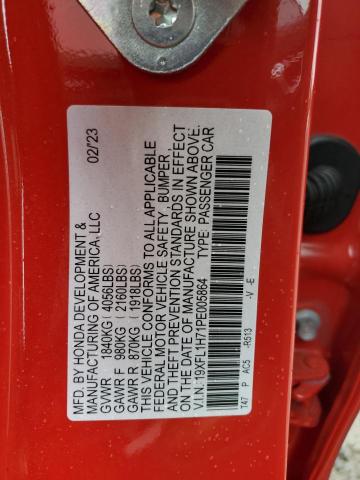 MFD. BY HONDA DEVELOPMENT & 02/'23
MANUFACTURING OF AMERICA, LLC
GVWR 1840KG (4056LBS)
GAWR F 980KG (2160LBS)
GAWR R 870KG (1918LBS)
THIS VEHICLE CONFORMS TO ALL APPLICABLE
FEDERAL MOTOR VEHICLE SAFETY, BUMPER,
AND THEFT PREVENTION STANDARDS IN EFFECT
ON THE DATE OF MANUFACTURE SHOWN ABOVE.
V.I.N.: 19XFL1H71PE005864 TYPE: PASSENGER CAR
T47 P AC5 -R513 -V -E